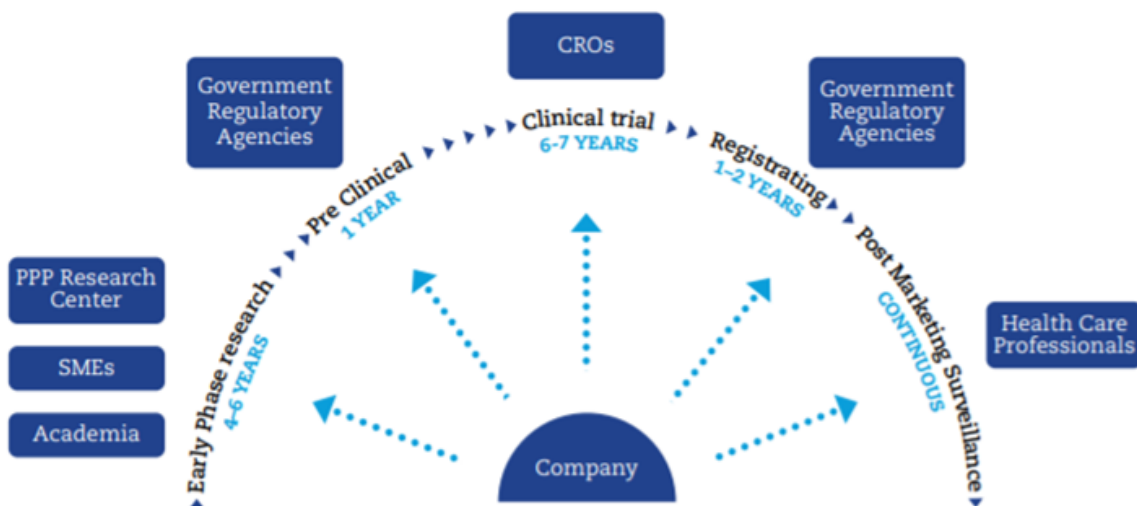 CROs
Government
Regulatory
Agencies
Government
Regulatory
Agencies
Clinical trial
6-7 YEARS
Pre Clinical
1 YEAR
Registrating
1–2 YEARS
PPP Research
Center
SMEs
Academia
Early Phase research
4–6 YEARS
Post Marketing Surveillance
CONTINUOUS
Health Care
Professionals
Company